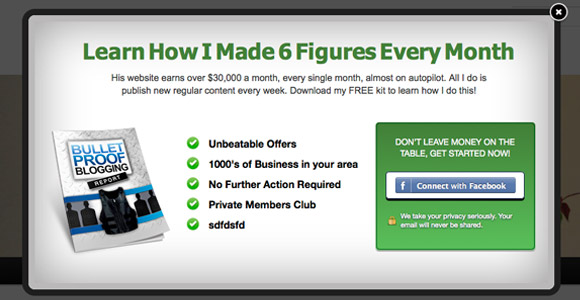 Learn How I Made 6 Figures Every Month
His website earns over $30,000 a month, every single month, almost on autopilot. All I do is
publish new regular content every week. Download my FREE kit to learn how I do this!
BULLET
PROOF
BLOGGING
REPORT
Unbeatable Offers
1000's of Business in your area
No Further Action Required
Private Members Club
sdfdsfd
DON'T LEAVE MONEY ON THE
TABLE, GET STARTED NOW!
f Connect with Facebook
We take your privacy seriously. Your
email will never be shared.